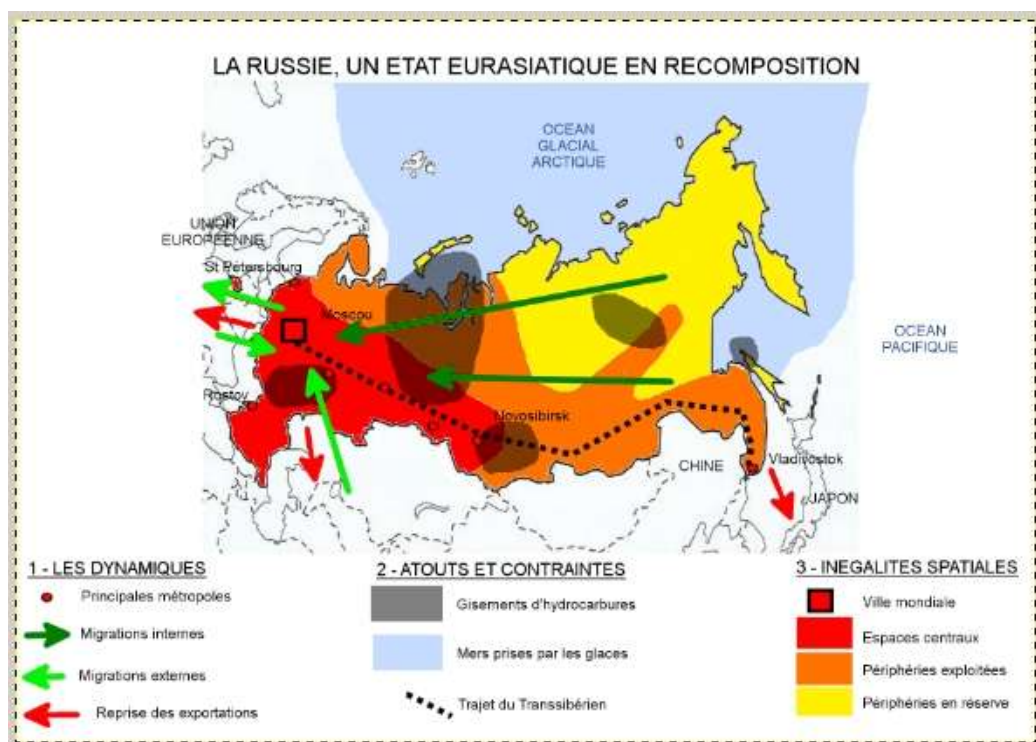 LA RUSSIE, UN ETAT EURASIATIQUE EN RECOMPOSITION
OCEAN
GLACIAL
ARCTIQUE
UNION
EUROPÉENNE
St Pétersbourg
Moscou
OCEAN
PACIFIQUE
Rostov
Novosibirsk
CHINE
Vladivostok
JAPON
1 - LES DYNAMIQUES
Principales métropoles
Migrations internes
Migrations externes
Reprise des exportations
2 - ATOUTS ET CONTRAINTES
Gisements d'hydrocarbures
Mers prises par les glaces
Trajet du Transsibérien
3 - INEGALITES SPATIALES
Ville mondiale
Espaces centraux
Périphéries exploitées
Périphéries en réserve